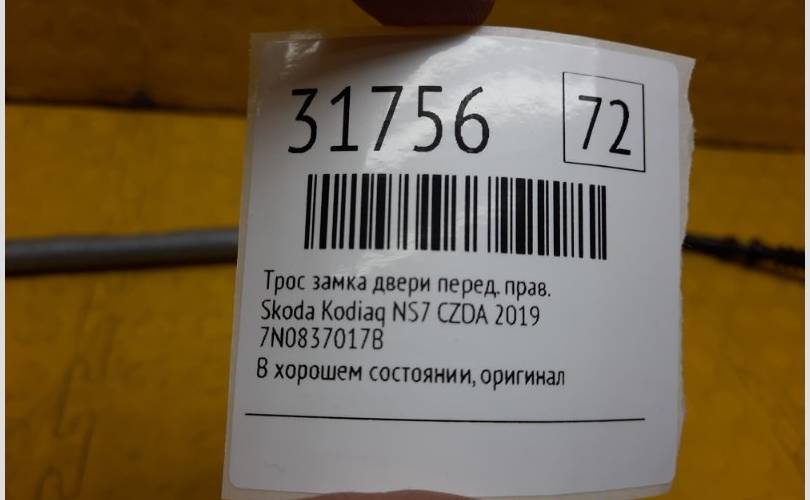 31756
72
Трос замка двери перед. прав.
Skoda Kodiaq NS7 CZDA 2019
7N0837017B
В хорошем состоянии, оригинал